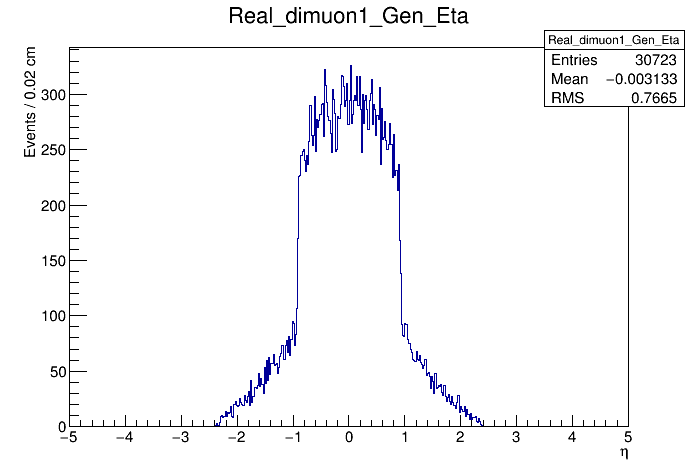 Real_dimuon1_Gen_Eta
Real_dimuon1_Gen_Eta
Entries 30723
Mean −0.003133
RMS 0.7665
Events / 0.02 cm
300
250
200
150
100
50
0
−5 −4 −3 −2 −1 0 1 2 3 4 5
η